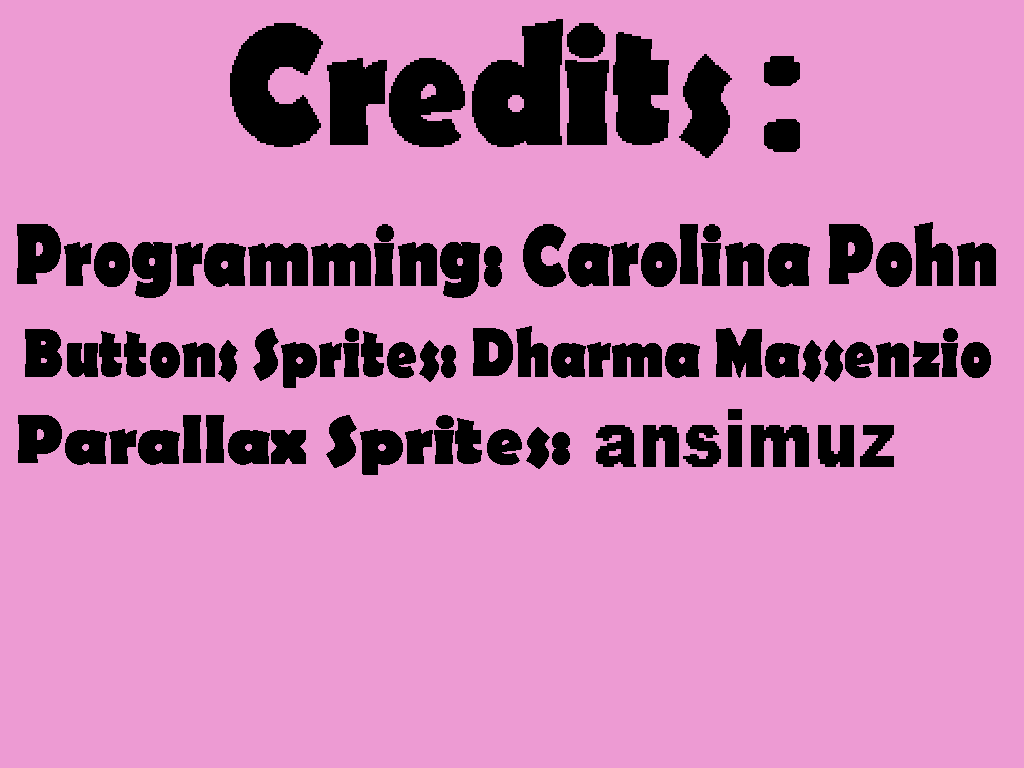 Credits :
Programming: Carolina Pohn
Buttons Sprites: Dharma Massenzio
Parallax Sprites: ansimuz